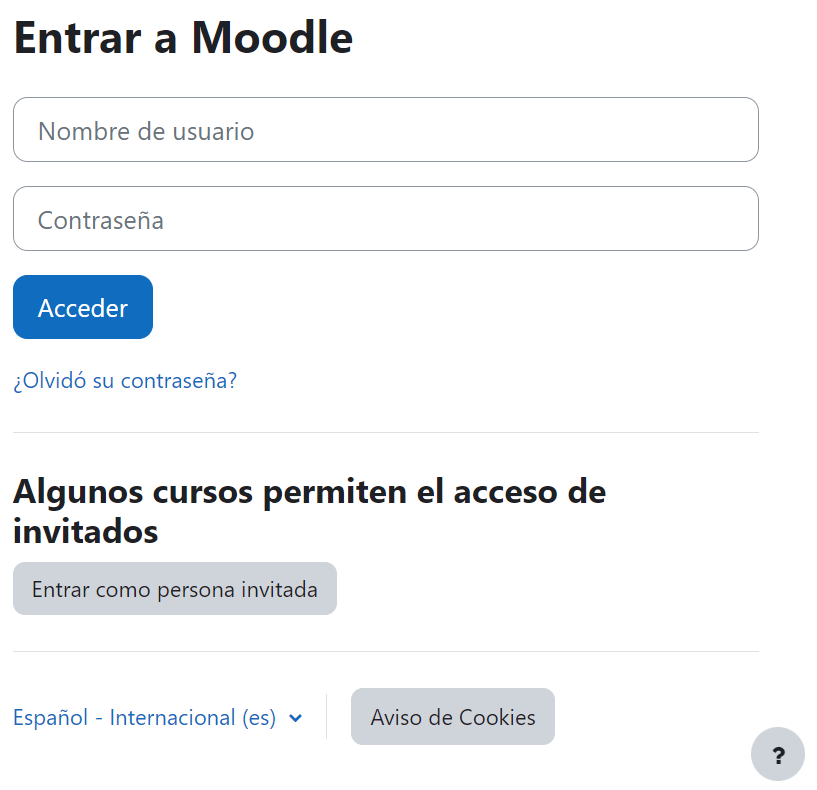 Entrar a Moodle
Nombre de usuario
Contraseña
Acceder
¿Olvidó su contraseña?
Algunos cursos permiten el acceso de
invitados
Entrar como persona invitada
Español - Internacional (es)
Aviso de Cookies
?